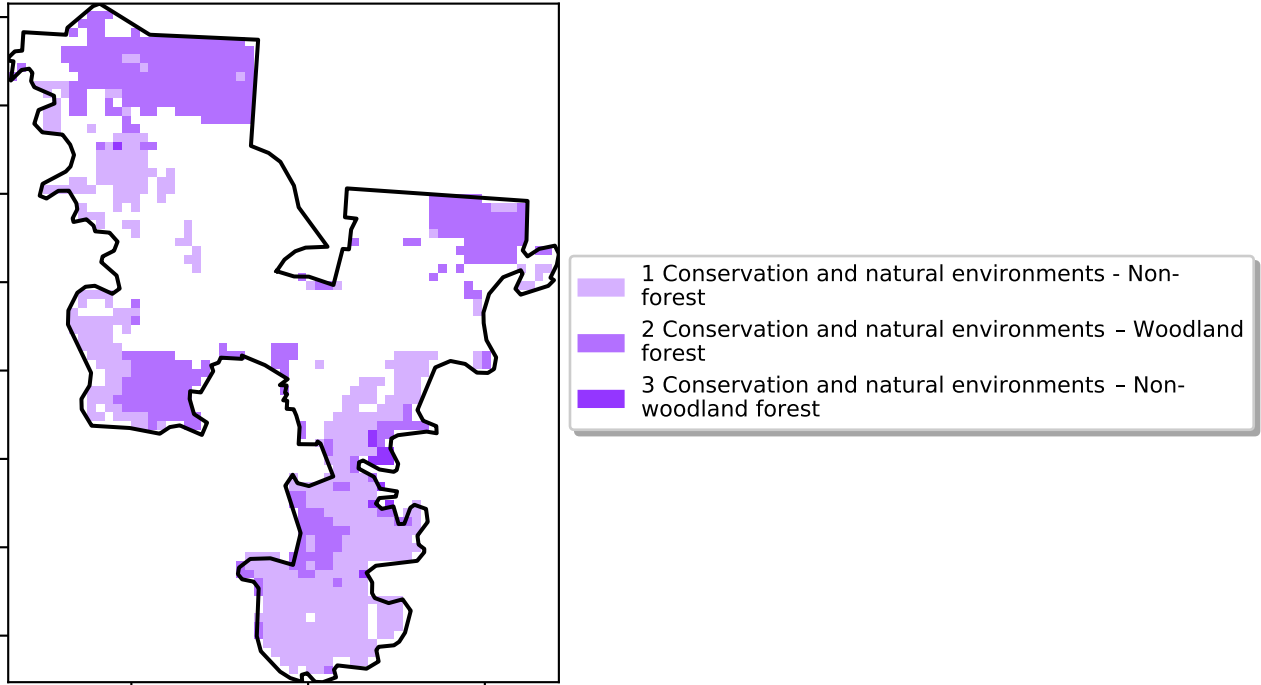 1 Conservation and natural environments - Non-
forest
2 Conservation and natural environments – Woodland
forest
3 Conservation and natural environments – Non-
woodland forest